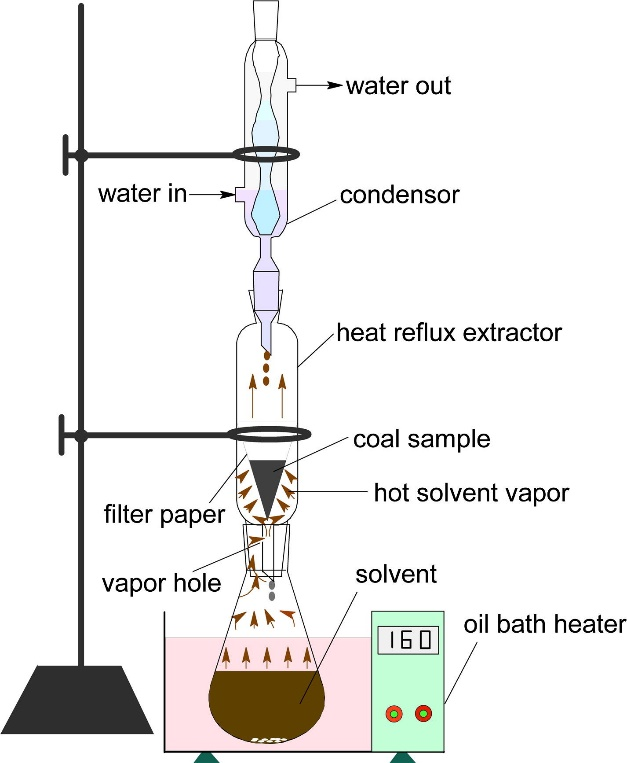 water out
water in
condensor
heat reflux extractor
coal sample
hot solvent vapor
filter paper
vapor hole
solvent
oil bath heater
160